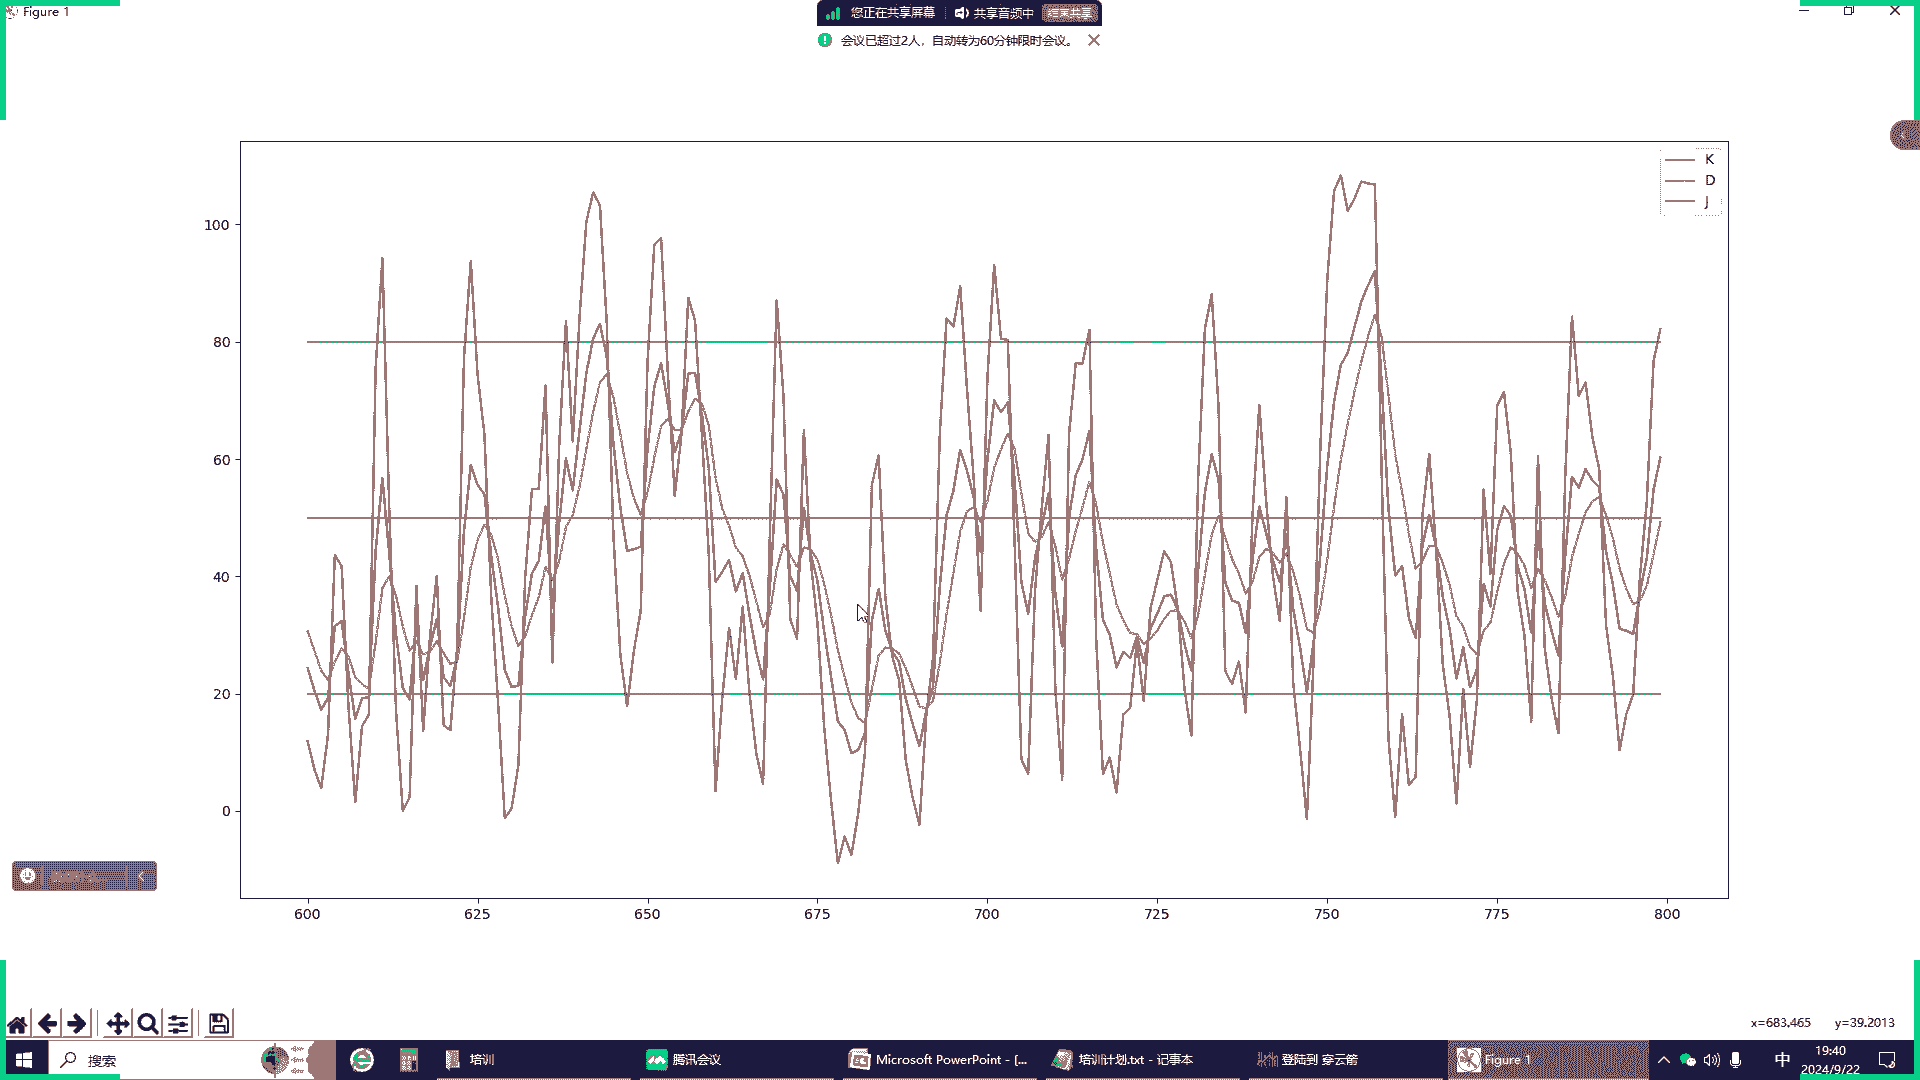 Figure 1
您正在共享屏幕
共享音频中
结束共享
会议已超过2人，自动转为60分钟限时会议。
K
D
J
100
80
60
40
20
0
600 625 650 675 700 725 750 775 800
x=683.465 y=39.2013
搜索
培训
腾讯会议
Microsoft PowerPoint - [...
培训计划.txt - 记事本
登陆到 穿云箭
Figure 1
中
19:40
2024/9/22